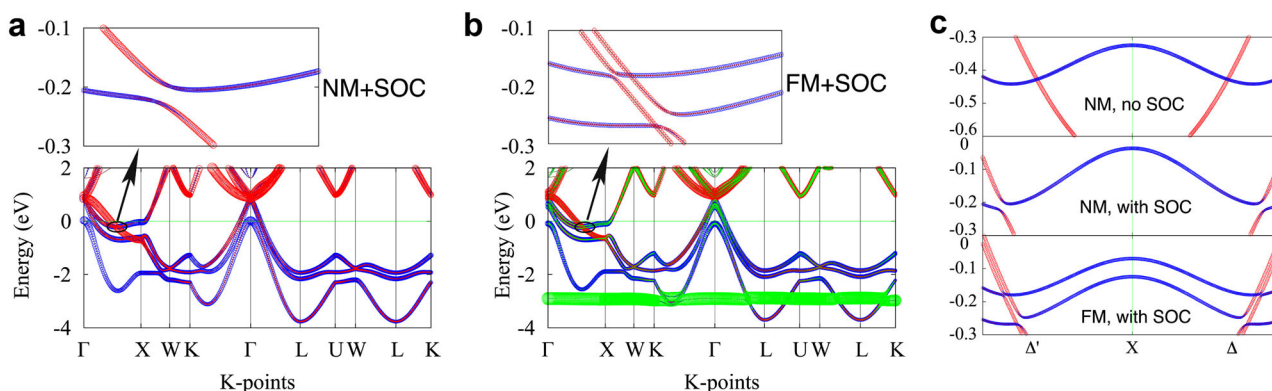 a
-0.1
-0.2
-0.3
NM+SOC
2
0
-2
-4
Energy (eV)
Γ X W K Γ L U W L K
K-points
b
-0.1
-0.2
-0.3
FM+SOC
2
0
-2
-4
Energy (eV)
Γ X W K Γ L U W L K
K-points
c
-0.3
-0.4
-0.5
-0.6
NM, no SOC
0
-0.1
-0.2
-0.3
NM, with SOC
0
-0.1
-0.2
-0.3
FM, with SOC
Δ' X Δ